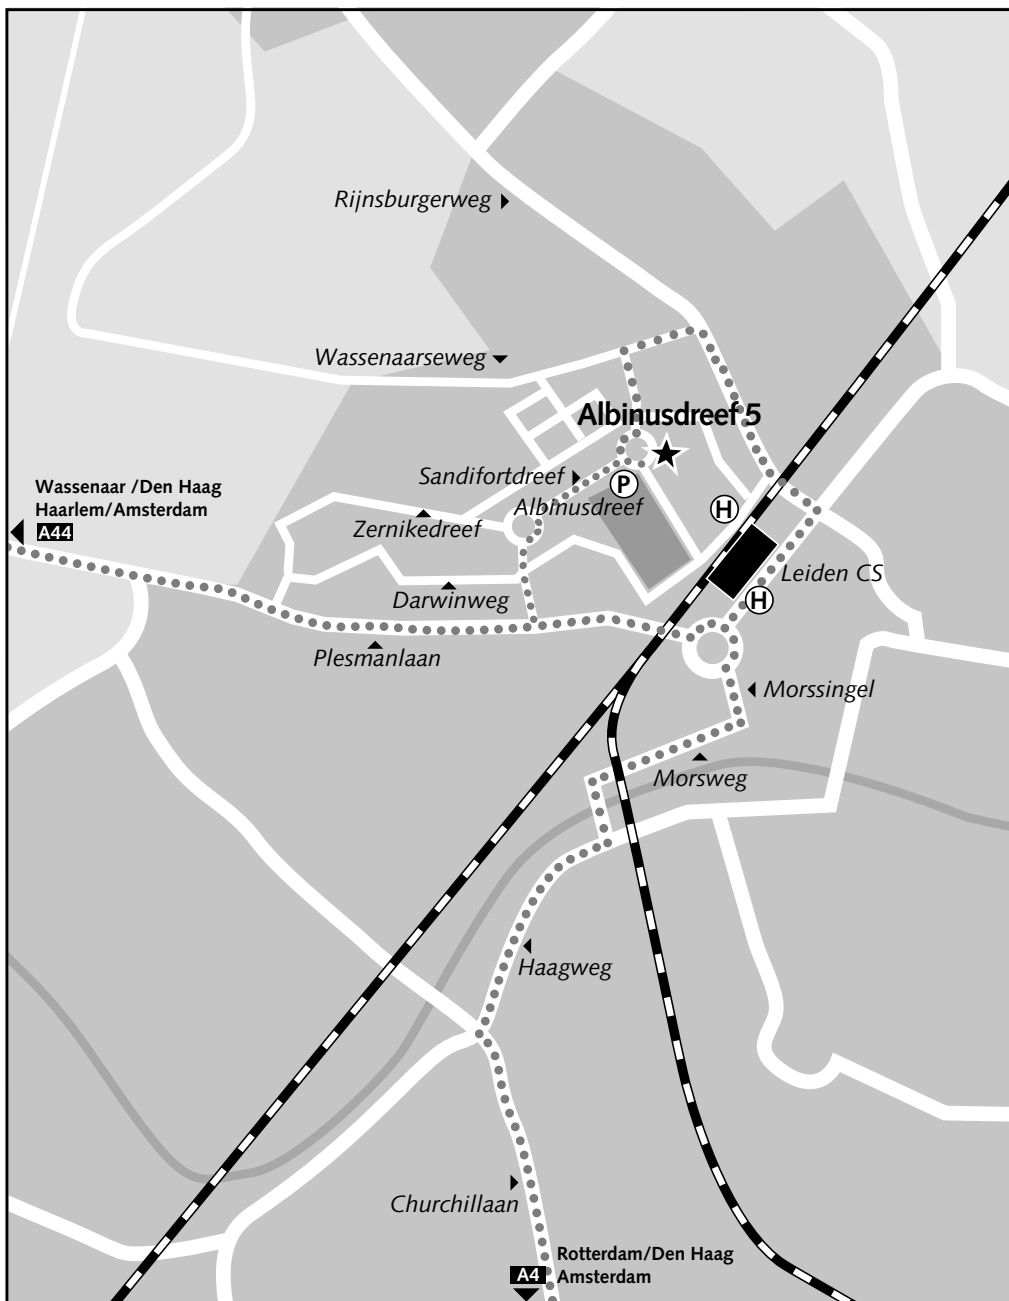 Rijnsburgerweg
Wassenaarseweg
Albinusdreef 5
Sandifortdreef
P
Albinusdreef
H
Wassenaar /Den Haag
Haarlem/Amsterdam
A44
Zernikedreef
Leiden CS
Darwinweg
H
Plesmanlaan
Morssingel
Morsweg
Haagweg
Churchillaan
Rotterdam/Den Haag
A4 Amsterdam